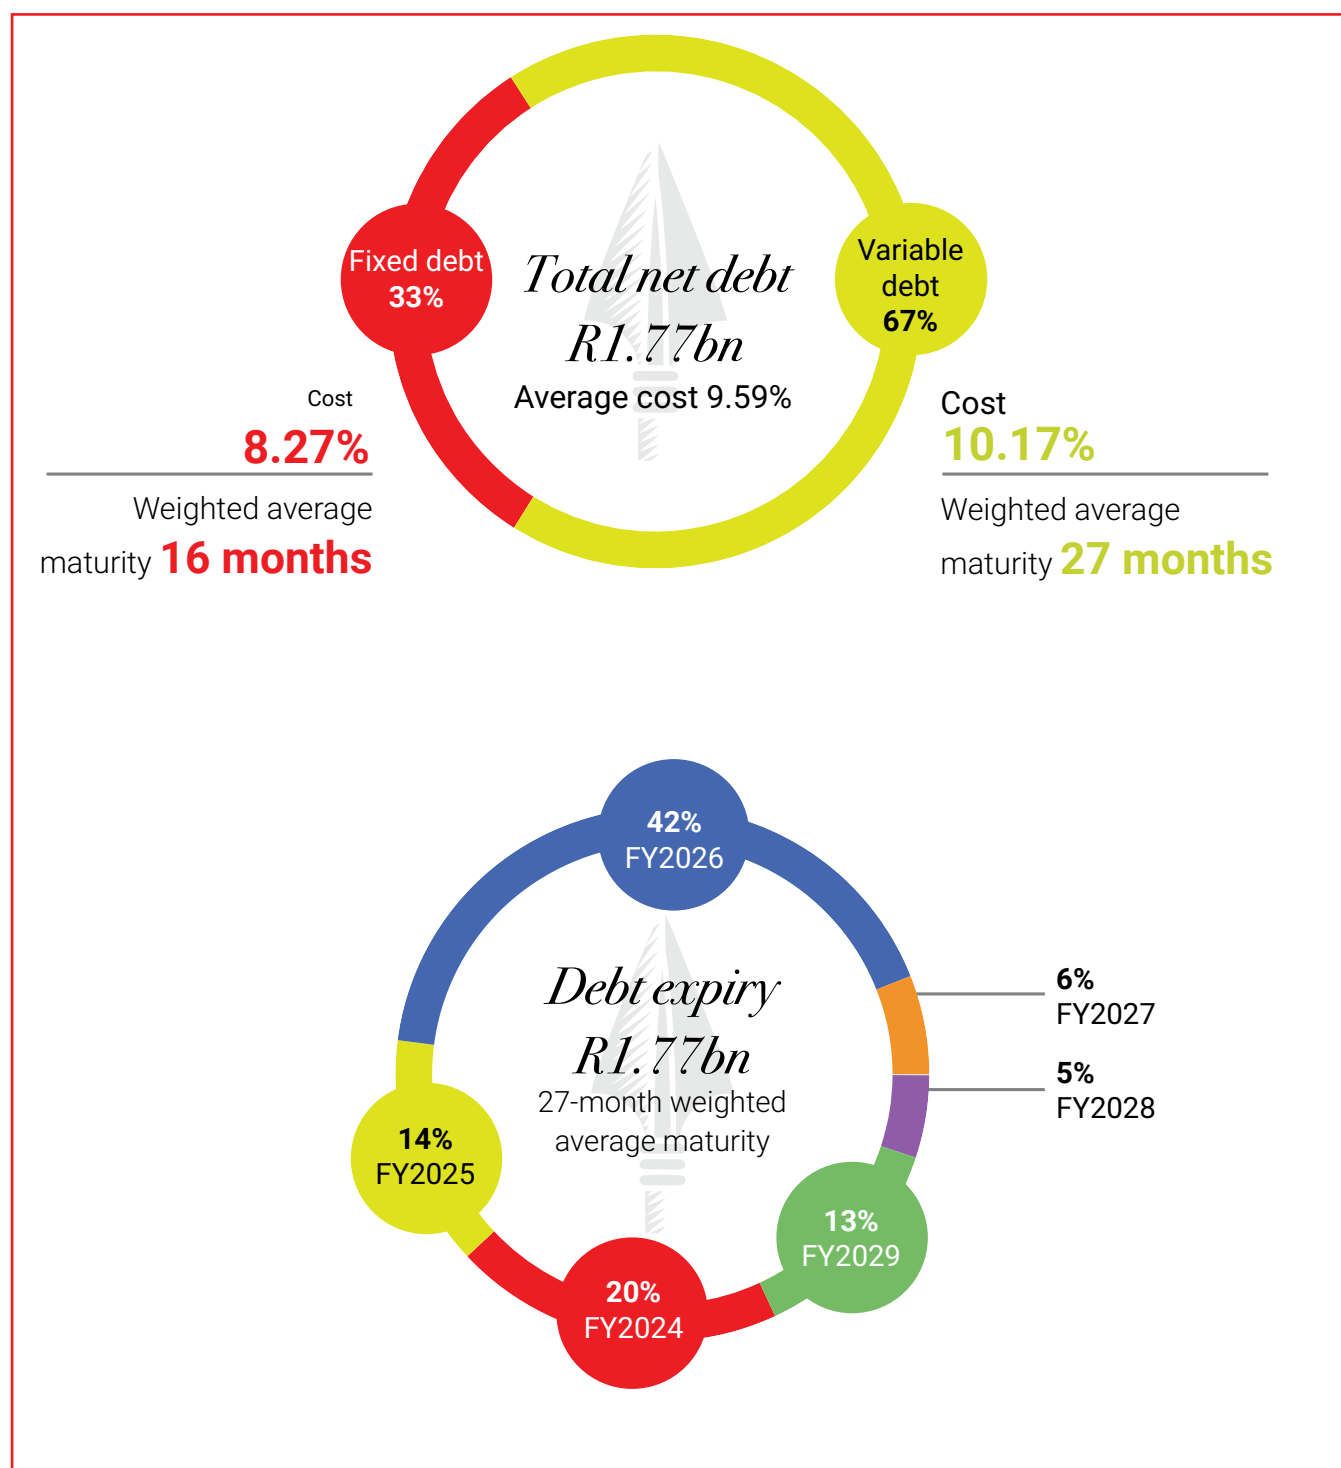 Fixed debt
33%
Total net debt
R1.77bn
Average cost 9.59%
Variable
debt
67%
Cost
8.27%
Weighted average
maturity 16 months
Cost
10.17%
Weighted average
maturity 27 months
42%
FY2026
Debt expiry
R1.77bn
27-month weighted
average maturity
6%
FY2027
5%
FY2028
14%
FY2025
13%
FY2029
20%
FY2024